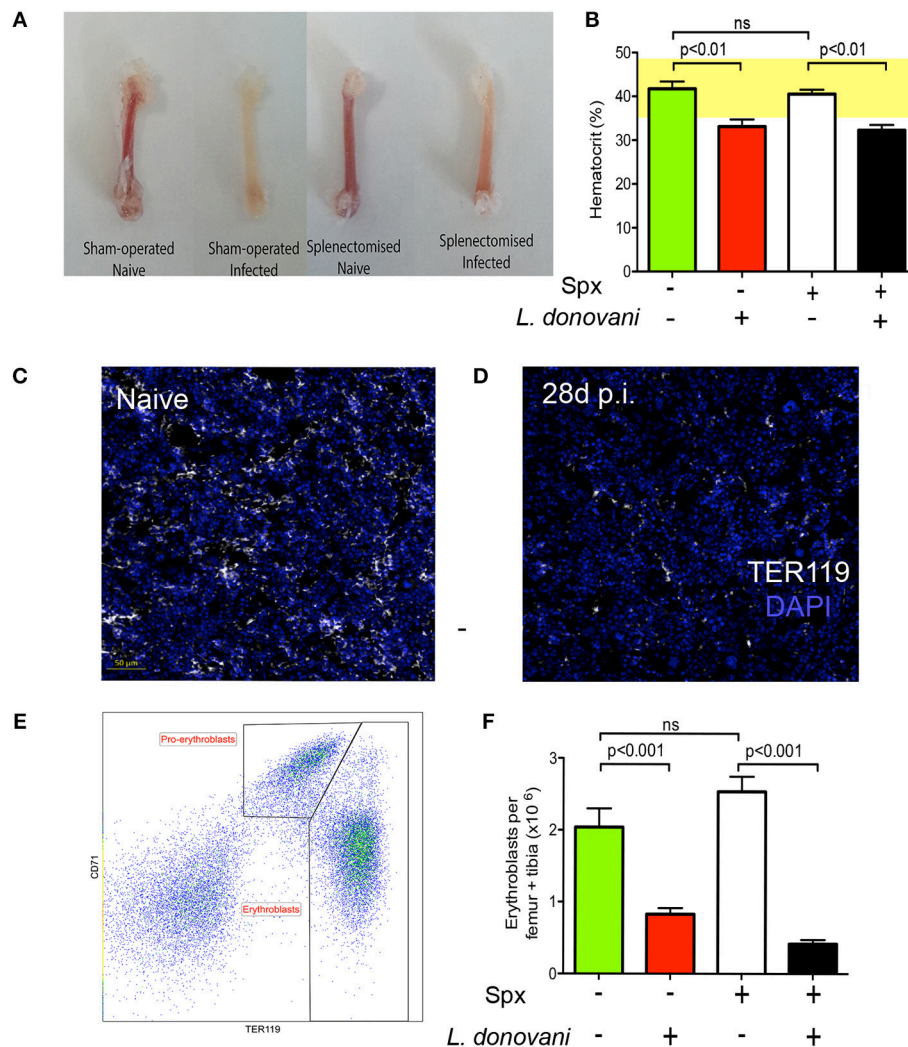 A
Sham-operated
Naive
Sham-operated
Infected
Splenectomised
Naive
Splenectomised
Infected
B
ns
p<0.01
p<0.01
50
40
30
20
10
0
Hematocrit (%)
Spx - - + +
L. donovani - + - +
C
Naive
50 µm
D
28d p.i.
TER119
DAPI
-
E
Pro-erythroblasts
Erythroblasts
CD71
TER119
F
ns
p<0.001
p<0.001
3
2
1
0
Erythroblasts per
femur + tibia (x10 6)
Spx - - + +
L. donovani - + - +